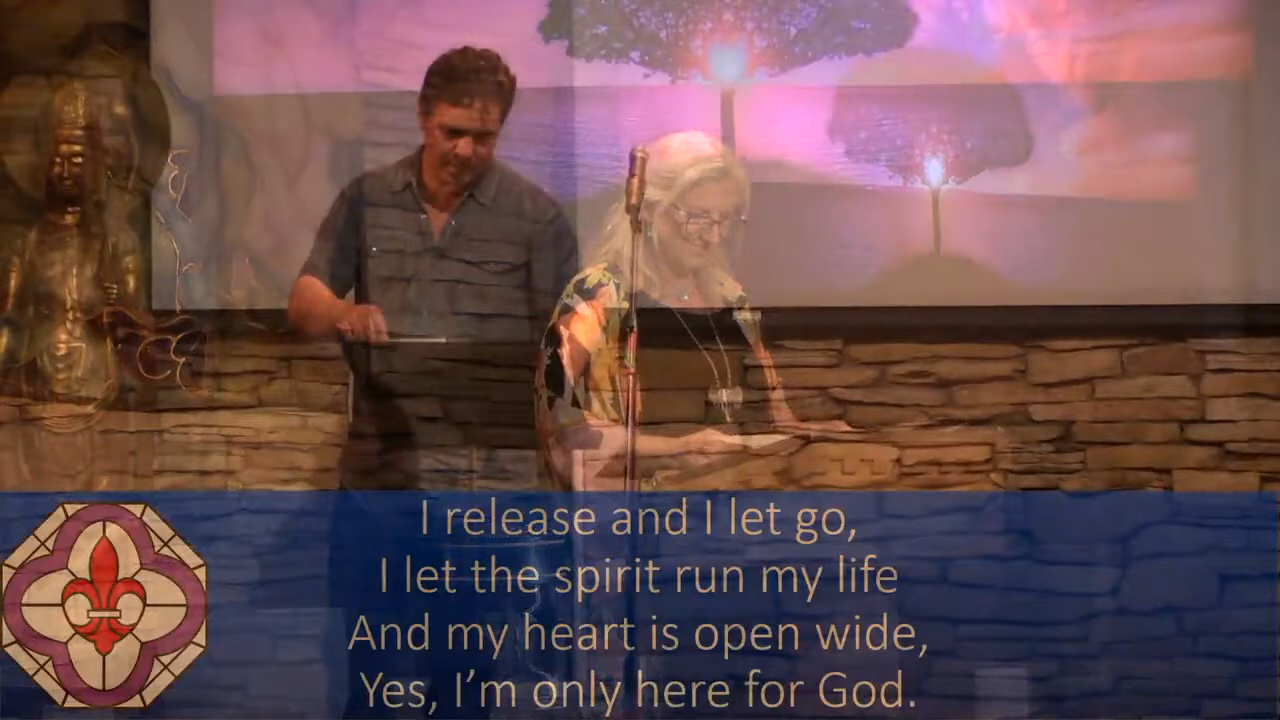 I release and I let go,
I let the spirit run my life
And my heart is open wide,
Yes, I'm only here for God.